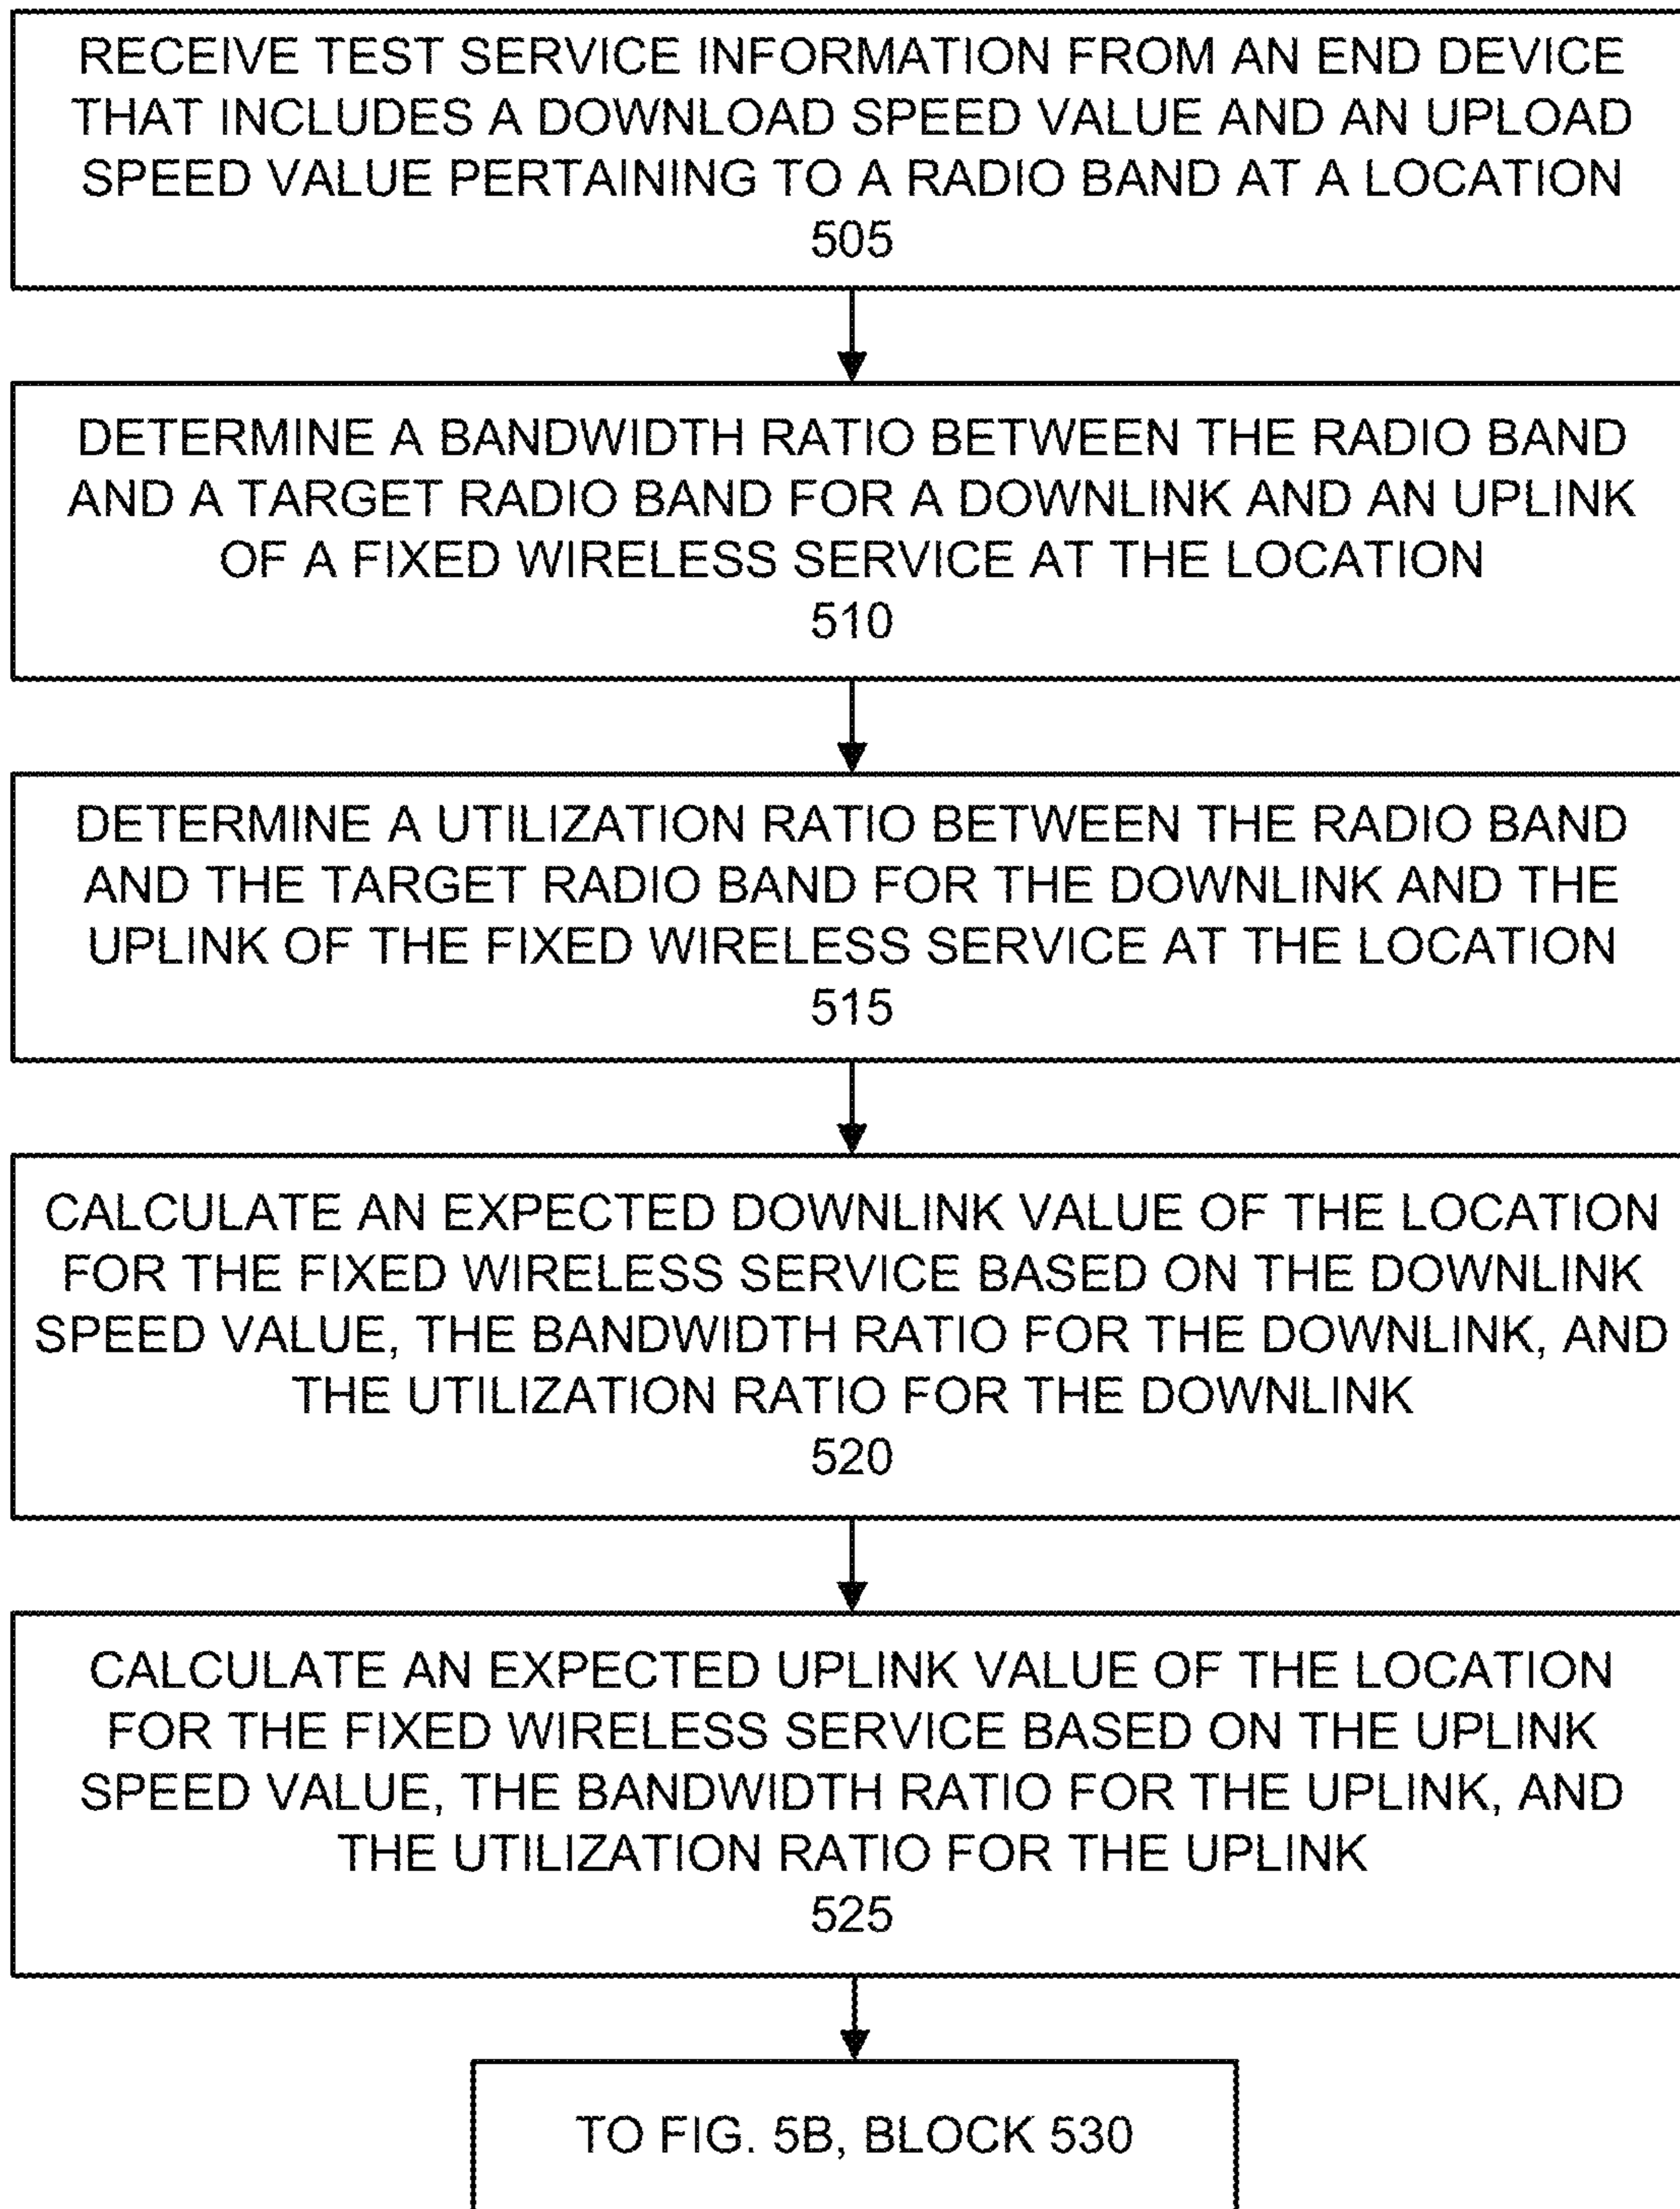 RECEIVE TEST SERVICE INFORMATION FROM AN END DEVICE
THAT INCLUDES A DOWNLOAD SPEED VALUE AND AN UPLOAD
SPEED VALUE PERTAINING TO A RADIO BAND AT A LOCATION
505
DETERMINE A BANDWIDTH RATIO BETWEEN THE RADIO BAND
AND A TARGET RADIO BAND FOR A DOWNLINK AND AN UPLINK
OF A FIXED WIRELESS SERVICE AT THE LOCATION
510
DETERMINE A UTILIZATION RATIO BETWEEN THE RADIO BAND
AND THE TARGET RADIO BAND FOR THE DOWNLINK AND THE
UPLINK OF THE FIXED WIRELESS SERVICE AT THE LOCATION
515
CALCULATE AN EXPECTED DOWNLINK VALUE OF THE LOCATION
FOR THE FIXED WIRELESS SERVICE BASED ON THE DOWNLINK
SPEED VALUE, THE BANDWIDTH RATIO FOR THE DOWNLINK, AND
THE UTILIZATION RATIO FOR THE DOWNLINK
520
CALCULATE AN EXPECTED UPLINK VALUE OF THE LOCATION
FOR THE FIXED WIRELESS SERVICE BASED ON THE UPLINK
SPEED VALUE, THE BANDWIDTH RATIO FOR THE UPLINK, AND
THE UTILIZATION RATIO FOR THE UPLINK
525
TO FIG. 5B, BLOCK 530